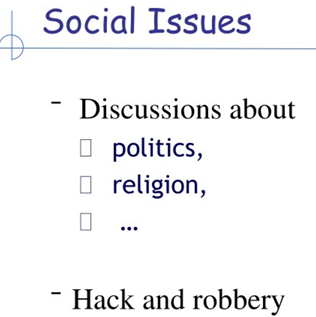 Social Issues
- Discussions about
politics,
religion,
...
- Hack and robbery